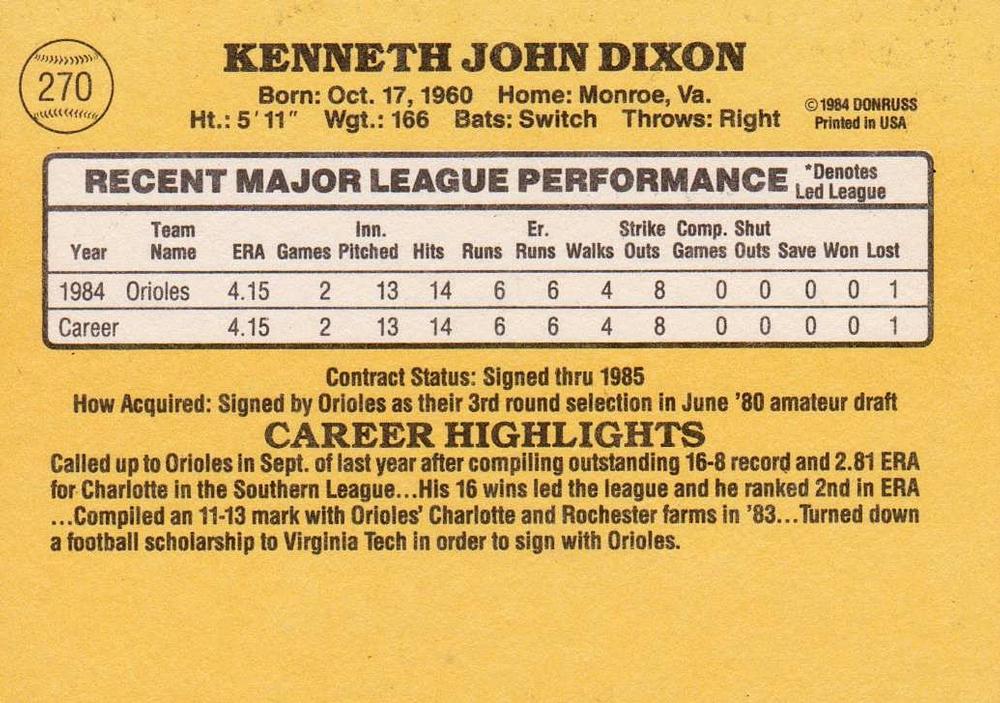 270
KENNETH JOHN DIXON
Born: Oct. 17, 1960 Home: Monroe, Va.
Ht.: 5' 11" Wgt.: 166 Bats: Switch Throws: Right
©1984 DONRUSS
Printed in USA
RECENT MAJOR LEAGUE PERFORMANCE *Denotes
Led League
Team Inn. Er. Strike Comp. Shut
Year Name ERA Games Pitched Hits Runs Runs Walks Outs Games Outs Save Won Lost
1984 Orioles 4.15 2 13 14 6 6 4 8 0 0 0 0 1
Career 4.15 2 13 14 6 6 4 8 0 0 0 0 1
Contract Status: Signed thru 1985
How Acquired: Signed by Orioles as their 3rd round selection in June '80 amateur draft
CAREER HIGHLIGHTS
Called up to Orioles in Sept. of last year after compiling outstanding 16-8 record and 2.81 ERA
for Charlotte in the Southern League...His 16 wins led the league and he ranked 2nd in ERA
...Compiled an 11-13 mark with Orioles' Charlotte and Rochester farms in '83...Turned down
a football scholarship to Virginia Tech in order to sign with Orioles.